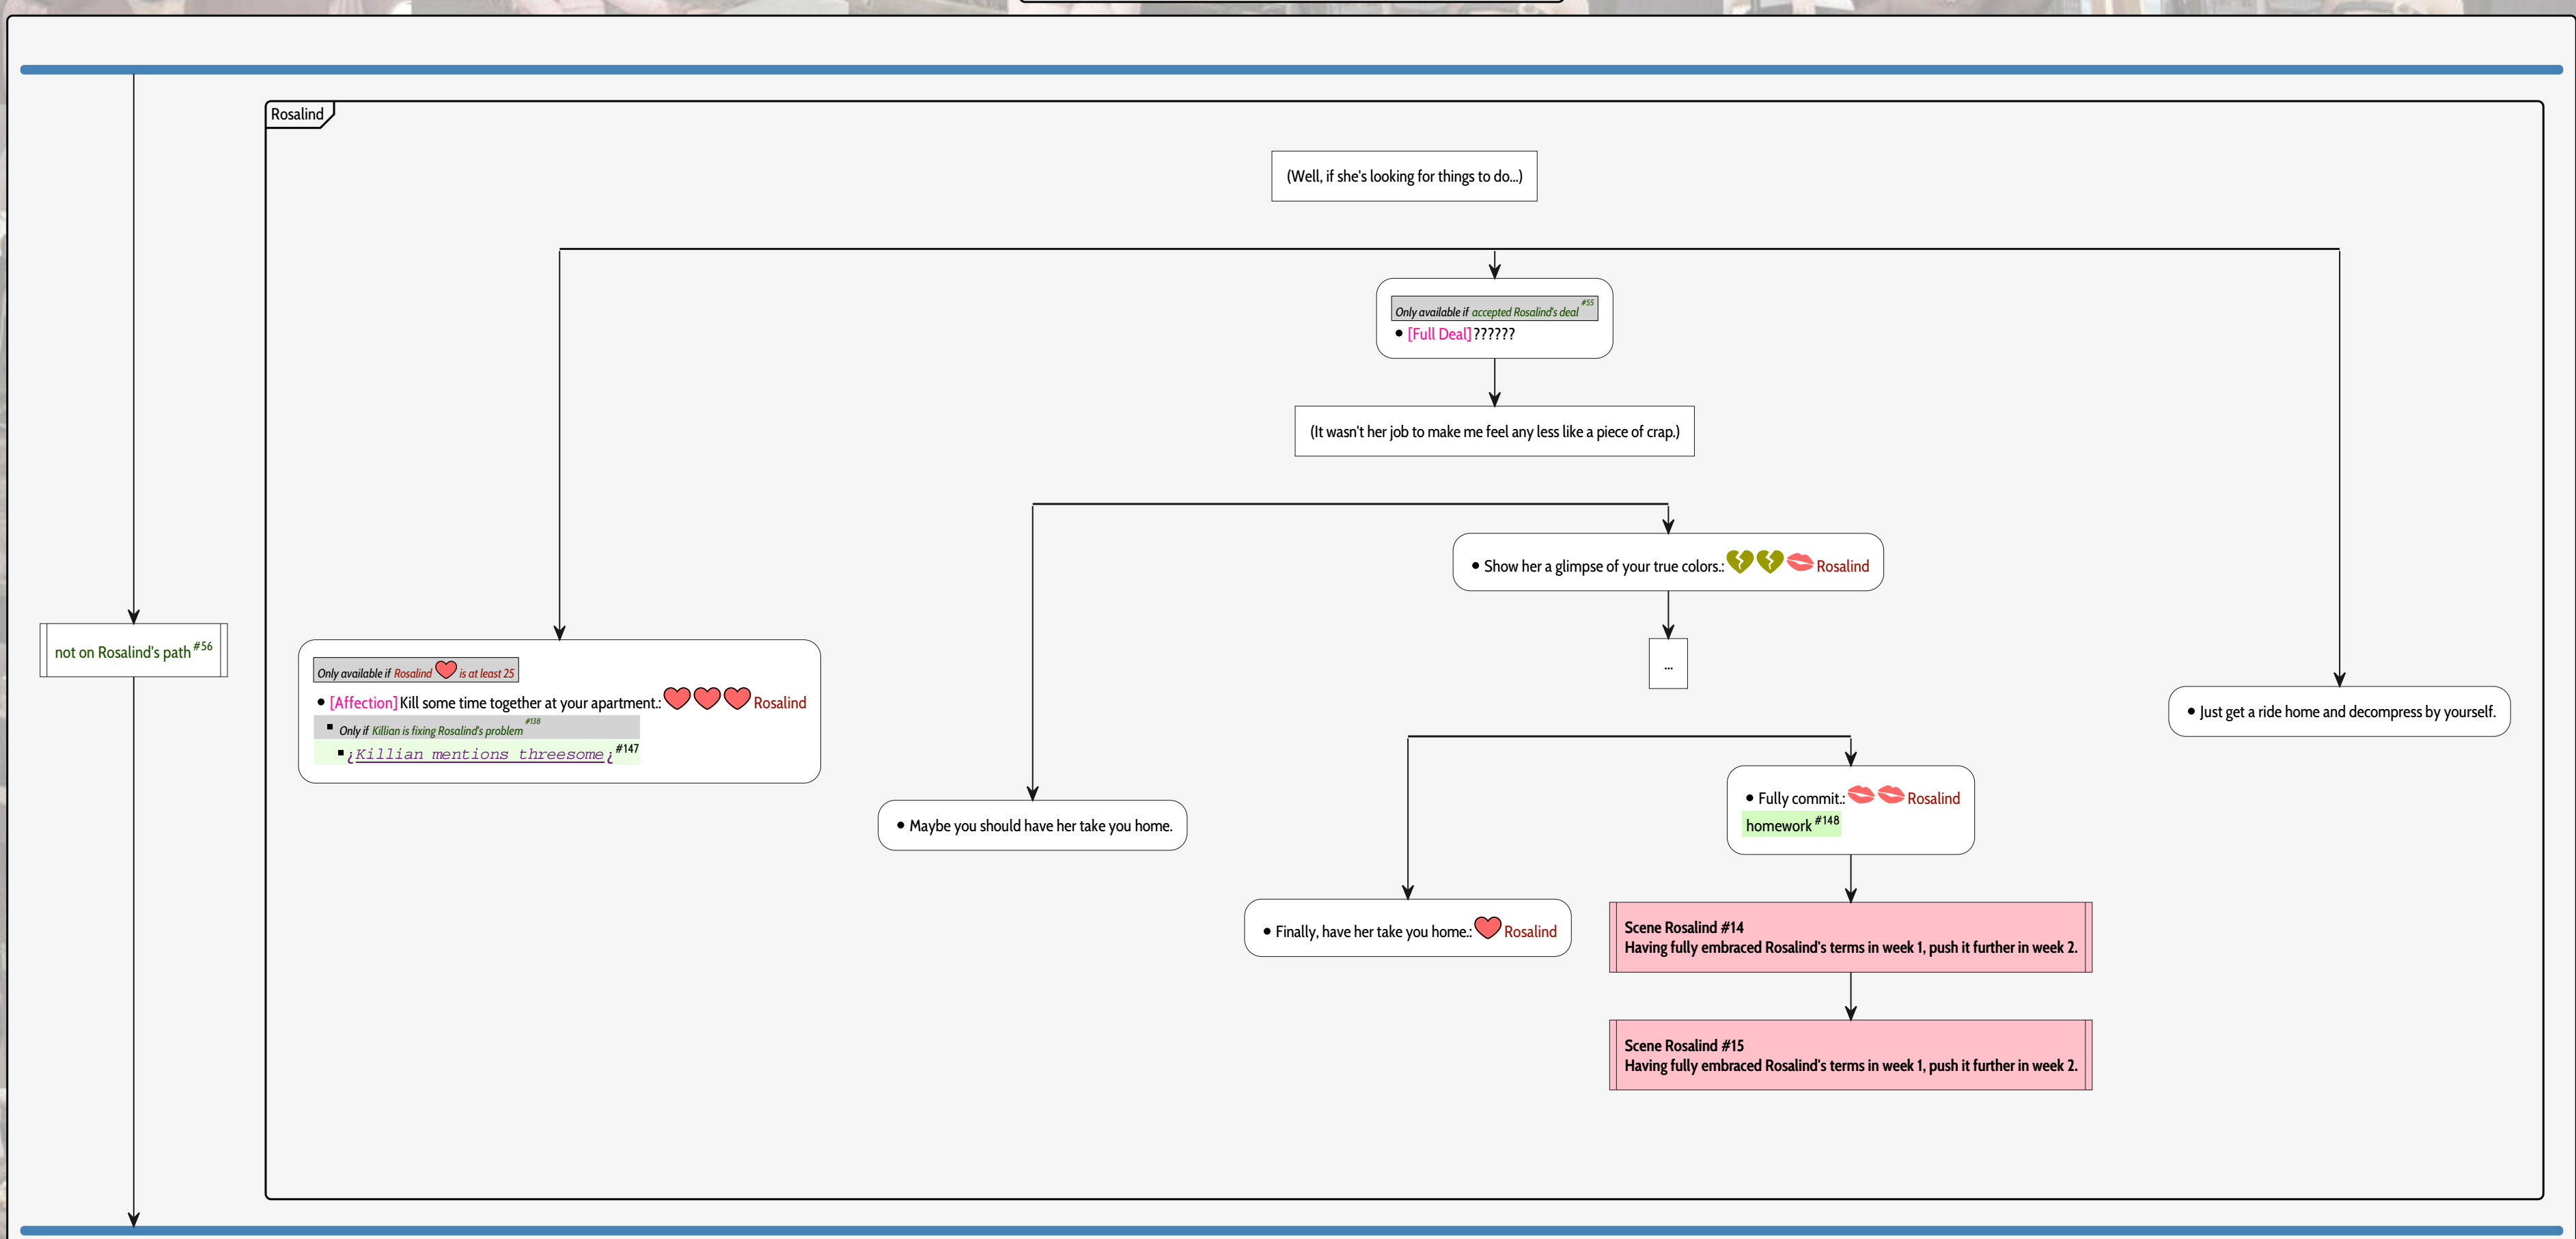 Rosalind
(Well, if she's looking for things to do...)
Only available if accepted Rosalind's deal #55
• [Full Deal] ??????
(It wasn't her job to make me feel any less like a piece of crap.)
• Show her a glimpse of your true colors.: Rosalind
...
not on Rosalind's path #56
Only available if Rosalind is at least 25
• [Affection] Kill some time together at your apartment.: Rosalind
▪ Only if Killian is fixing Rosalind's problem #138
▪ ¿Killian mentions threesome¿ #147
• Just get a ride home and decompress by yourself.
• Maybe you should have her take you home.
• Fully commit.: Rosalind
homework #148
• Finally, have her take you home.: Rosalind
Scene Rosalind #14
Having fully embraced Rosalind's terms in week 1, push it further in week 2.
Scene Rosalind #15
Having fully embraced Rosalind's terms in week 1, push it further in week 2.